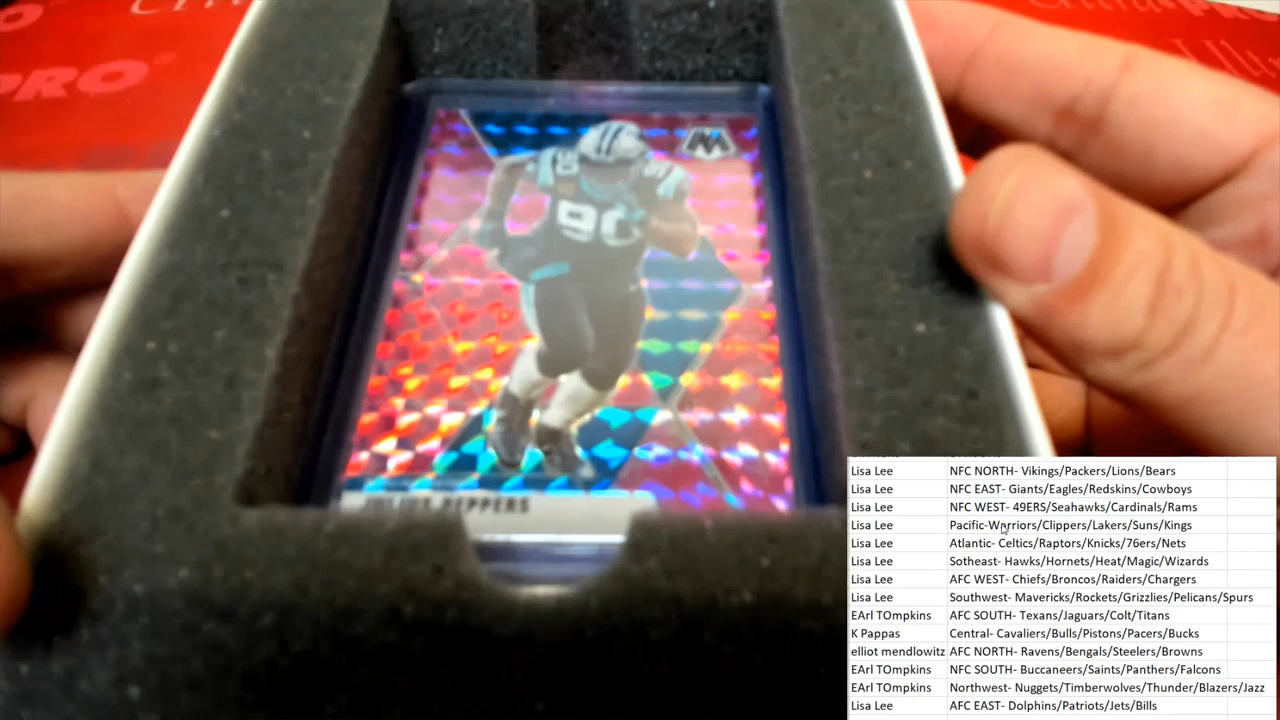 PRO
90
90
JULIUS PEPPERS
Lisa Lee NFC NORTH- Vikings/Packers/Lions/Bears
Lisa Lee NFC EAST- Giants/Eagles/Redskins/Cowboys
Lisa Lee NFC WEST- 49ERS/Seahawks/Cardinals/Rams
Lisa Lee Pacific-Warriors/Clippers/Lakers/Suns/Kings
Lisa Lee Atlantic- Celtics/Raptors/Knicks/76ers/Nets
Lisa Lee Sotheast- Hawks/Hornets/Heat/Magic/Wizards
Lisa Lee AFC WEST- Chiefs/Broncos/Raiders/Chargers
Lisa Lee Southwest- Mavericks/Rockets/Grizzlies/Pelicans/Spurs
EArl TOmpkins AFC SOUTH- Texans/Jaguars/Colt/Titans
K Pappas Central- Cavaliers/Bulls/Pistons/Pacers/Bucks
elliot mendlowitz AFC NORTH- Ravens/Bengals/Steelers/Browns
EArl TOmpkins NFC SOUTH- Buccaneers/Saints/Panthers/Falcons
EArl TOmpkins Northwest- Nuggets/Timberwolves/Thunder/Blazers/Jazz
Lisa Lee AFC EAST- Dolphins/Patriots/Jets/Bills